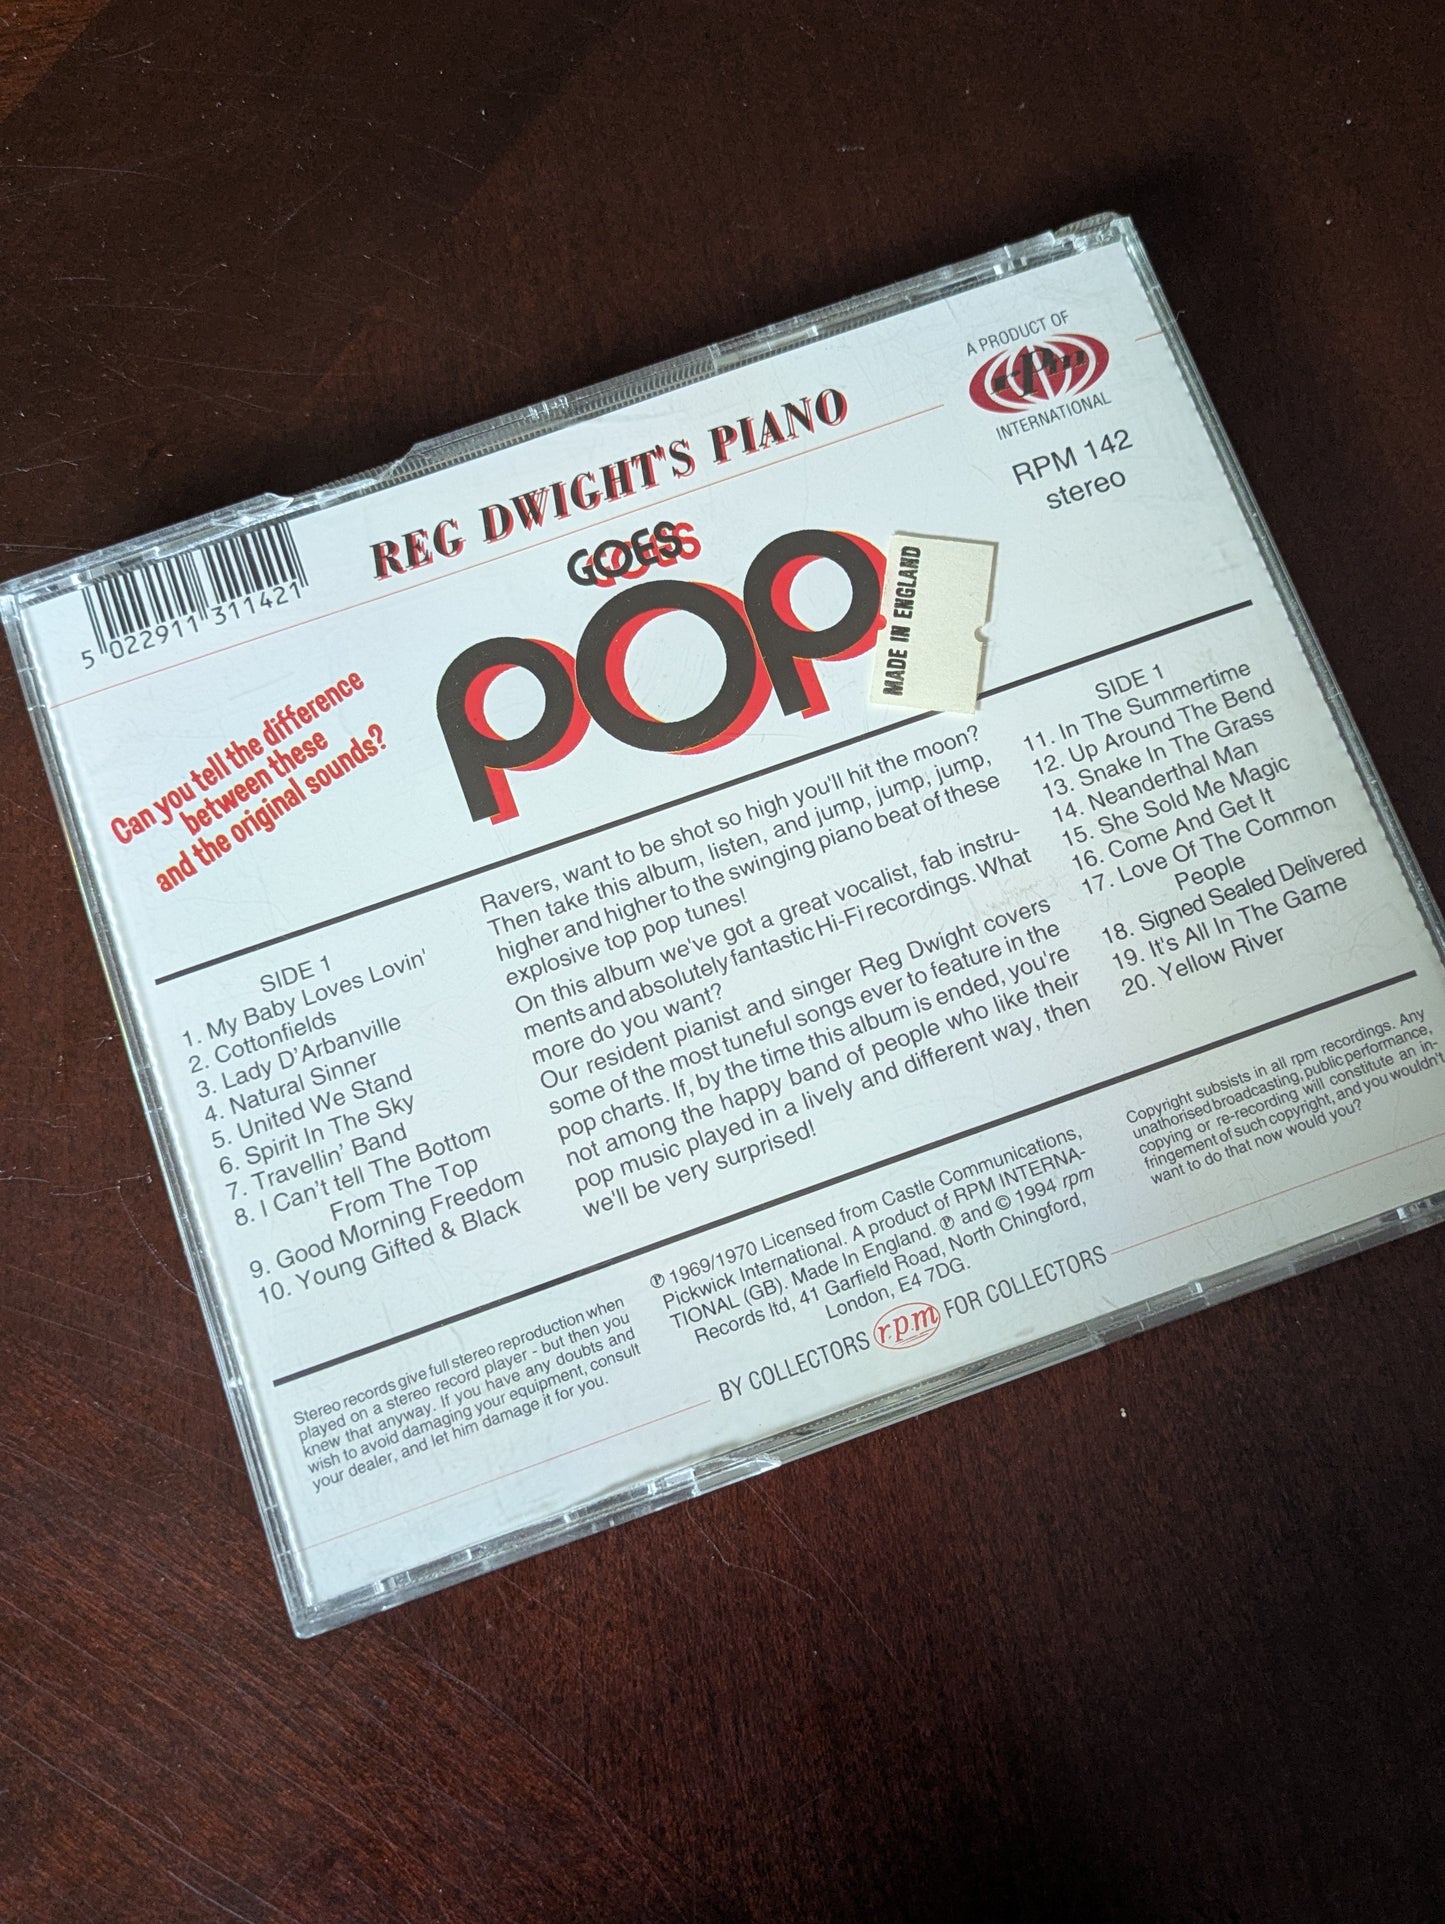 A PRODUCT OF
rpm
INTERNATIONAL
RPM 142
stereo
REG DWIGHT'S PIANO
GOES
POP
MADE IN ENGLAND
5 022911 311421
Can you tell the difference
between these
and the original sounds?
SIDE 1
1. My Baby Loves Lovin'
2. Cottonfields
3. Lady D'Arbanville
4. Natural Sinner
5. United We Stand
6. Spirit In The Sky
7. Travellin' Band
8. I Can't tell The Bottom
From The Top
9. Good Morning Freedom
10. Young Gifted & Black
Ravers, want to be shot so high you'll hit the moon?
Then take this album, listen, and jump, jump, jump,
higher and higher to the swinging piano beat of these
explosive top pop tunes!
On this album we've got a great vocalist, fab instru-
ments and absolutely fantastic Hi-Fi recordings. What
more do you want?
Our resident pianist and singer Reg Dwight covers
some of the most tuneful songs ever to feature in the
pop charts. If, by the time this album is ended, you're
not among the happy band of people who like their
pop music played in a lively and different way, then
we'll be very surprised!
SIDE 1
11. In The Summertime
12. Up Around The Bend
13. Snake In The Grass
14. Neanderthal Man
15. She Sold Me Magic
16. Come And Get It
17. Love Of The Common
People
18. Signed Sealed Delivered
19. It's All In The Game
20. Yellow River
Stereo records give full stereo reproduction when
played on a stereo record player - but then you
knew that anyway. If you have any doubts and
wish to avoid damaging your equipment, consult
your dealer, and let him damage it for you.
℗ 1969/1970 Licensed from Castle Communications,
Pickwick International. A product of RPM INTERNA-
TIONAL (GB). Made In England. ℗ and © 1994 rpm
Records ltd, 41 Garfield Road, North Chingford,
London, E4 7DG.
BY COLLECTORS r.p.m FOR COLLECTORS
Copyright subsists in all rpm recordings. Any
unathorised broadcasting, public performance,
copying or re-recording will constitute an in-
fringement of such copyright, and you wouldn't
want to do that now would you?